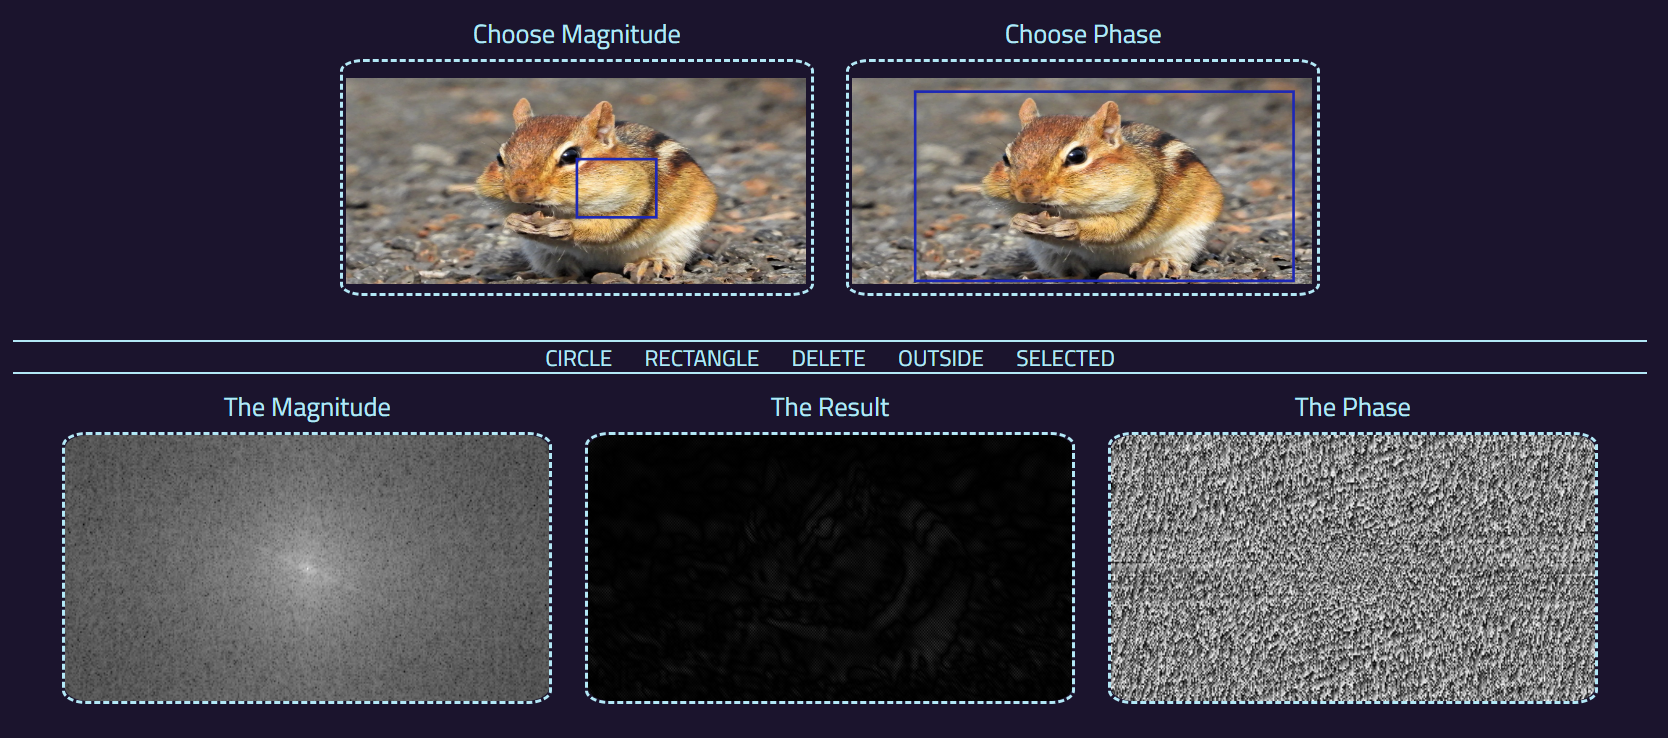 Choose Magnitude
Choose Phase
CIRCLE RECTANGLE DELETE OUTSIDE SELECTED
The Magnitude
The Result
The Phase